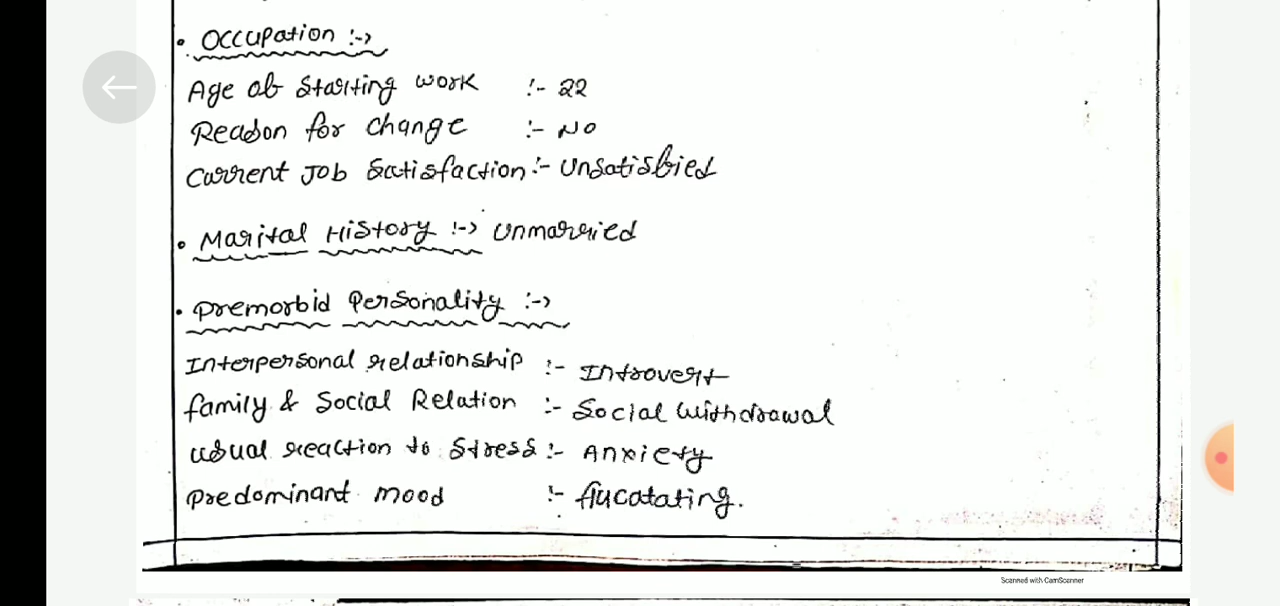 • Occupation :->
Age of starting work :- 22
Reason for change :- No
Current Job Satisfaction :- Unsatisfied
• Marital History :-> Unmarried
• Premorbid Personality :->
Interpersonal relationship :- Introvert
family & Social Relation :- Social withdrawal
usual reaction to stress :- Anxiety
Predominant mood :- flucatating.
Scanned with CamScanner